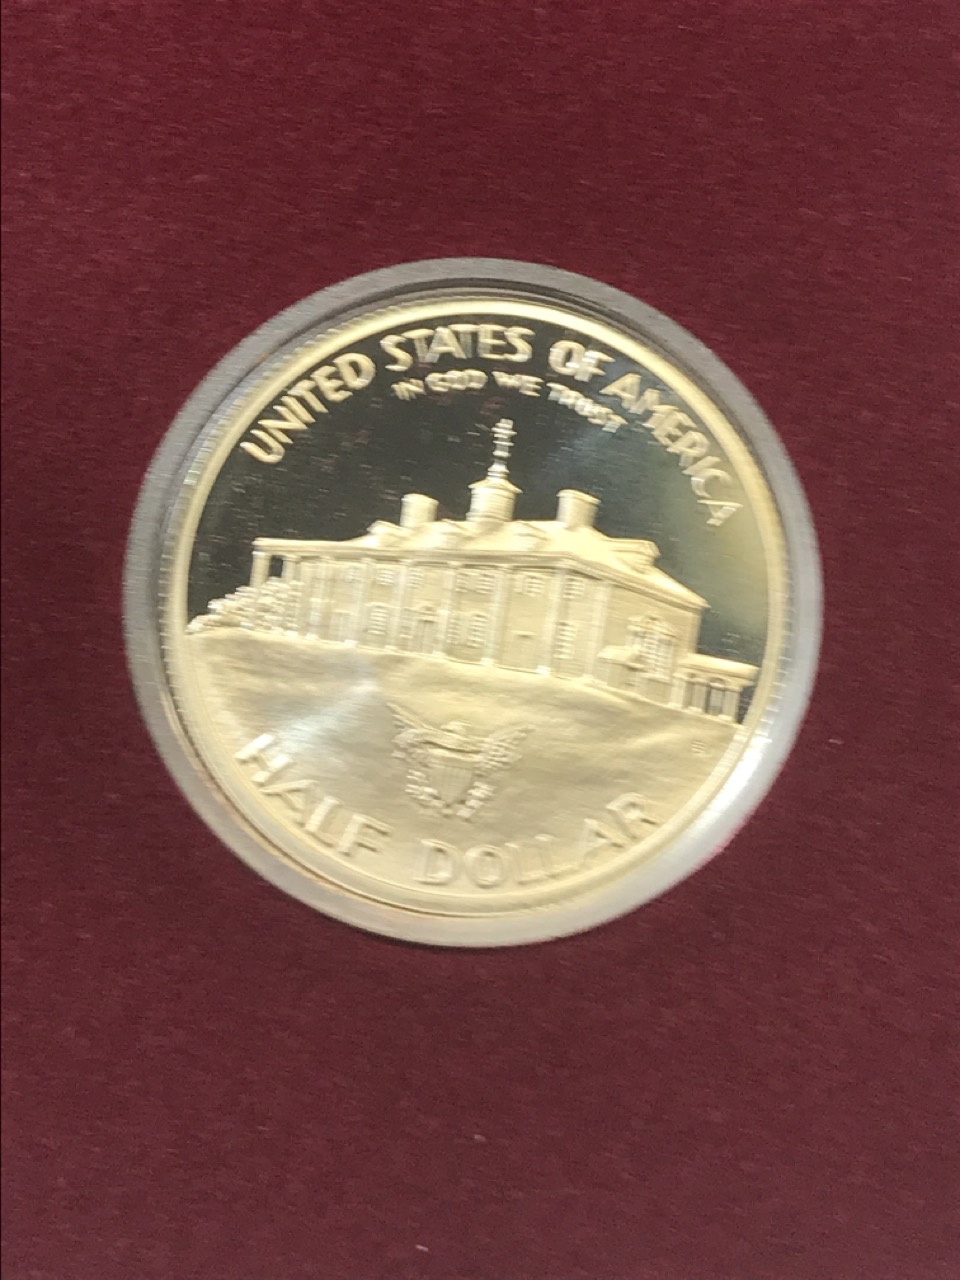 UNITED STATES OF AMERICA
IN GOD WE TRUST
HALF DOLLAR